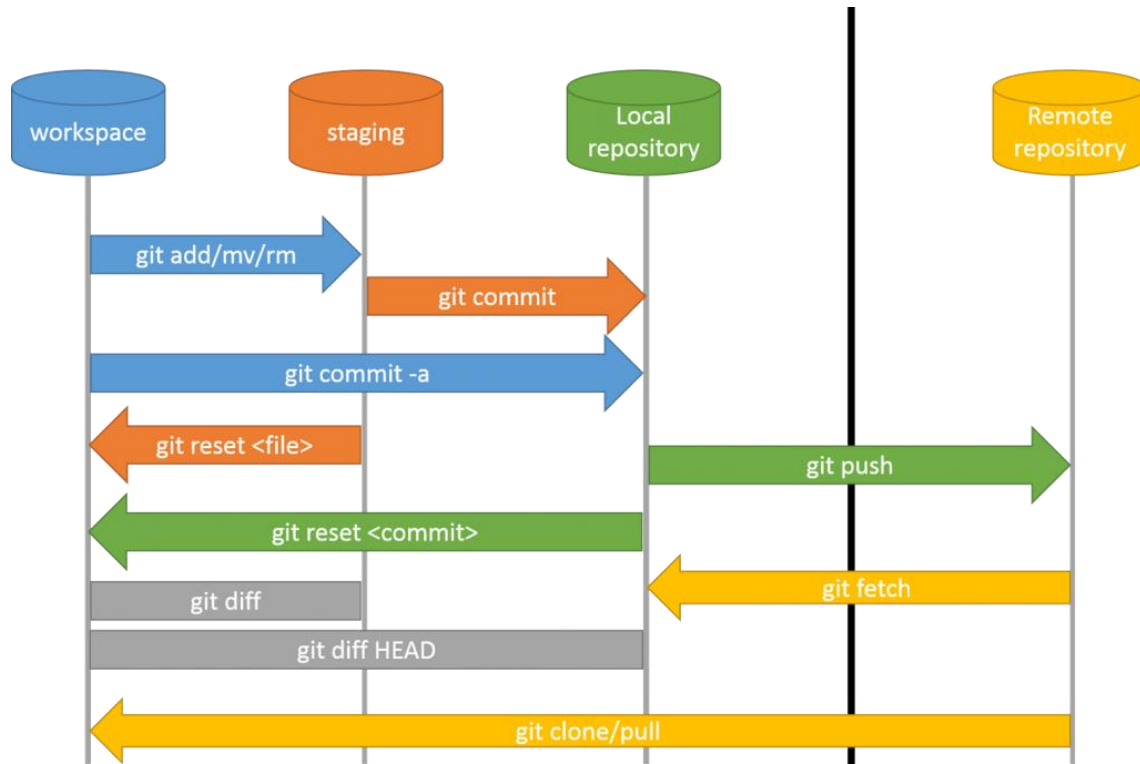 workspace
staging
Local
repository
Remote
repository
git add/mv/rm
git commit
git commit -a
git reset <file>
git push
git reset <commit>
git fetch
git diff
git diff HEAD
git clone/pull